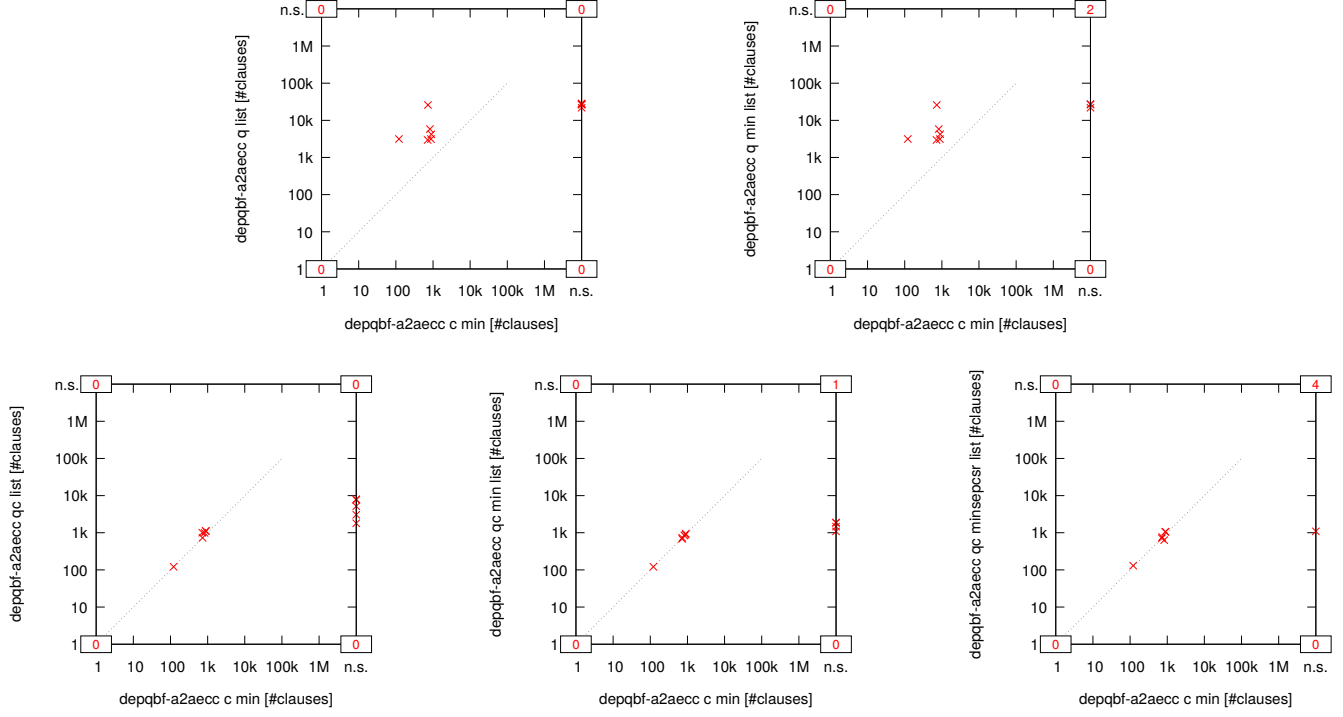 n.s. 0 0
1M
100k
10k
1k
100
10
1 0 0
1 10 100 1k 10k 100k 1M n.s.
depqbf-a2aecc q list [#clauses]
depqbf-a2aecc c min [#clauses]
n.s. 0 2
1M
100k
10k
1k
100
10
1 0 0
1 10 100 1k 10k 100k 1M n.s.
depqbf-a2aecc q min list [#clauses]
depqbf-a2aecc c min [#clauses]
n.s. 0 0
1M
100k
10k
1k
100
10
1 0 0
1 10 100 1k 10k 100k 1M n.s.
depqbf-a2aecc qc list [#clauses]
depqbf-a2aecc c min [#clauses]
n.s. 0 1
1M
100k
10k
1k
100
10
1 0 0
1 10 100 1k 10k 100k 1M n.s.
depqbf-a2aecc qc min list [#clauses]
depqbf-a2aecc c min [#clauses]
n.s. 0 4
1M
100k
10k
1k
100
10
1 0 0
1 10 100 1k 10k 100k 1M n.s.
depqbf-a2aecc qc minsepcsr list [#clauses]
depqbf-a2aecc c min [#clauses]